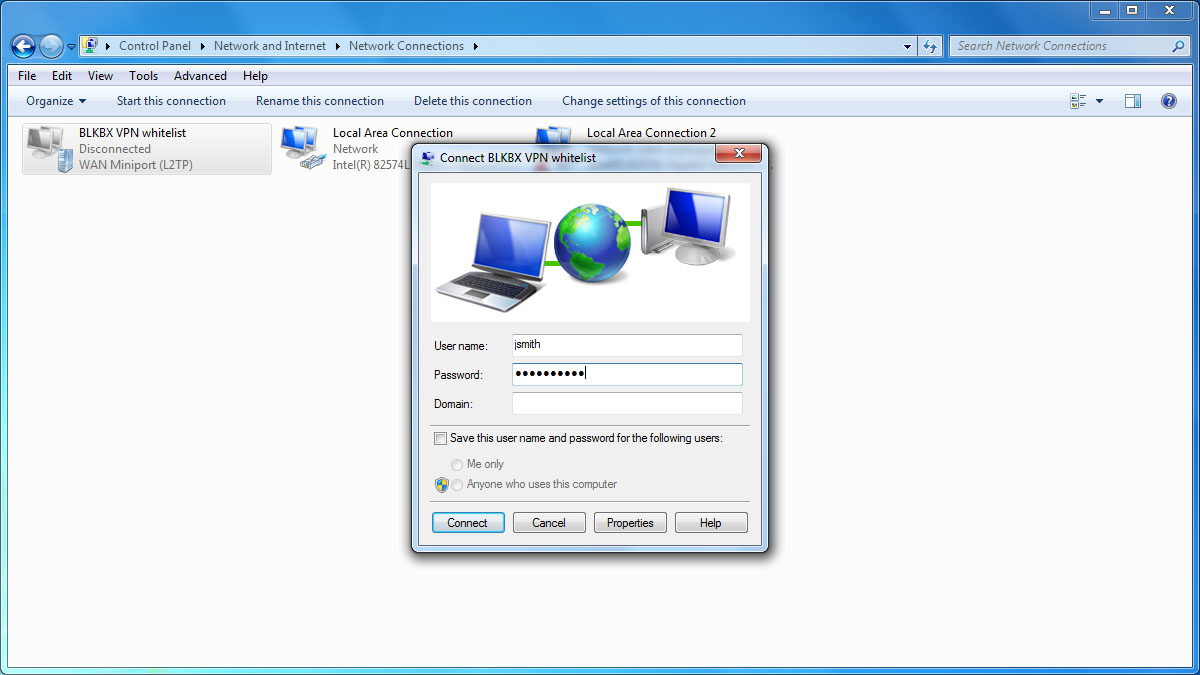 Control Panel Network and Internet Network Connections
Search Network Connections
File Edit View Tools Advanced Help
Organize Start this connection Rename this connection Delete this connection Change settings of this connection
BLKBX VPN whitelist
Disconnected
WAN Miniport (L2TP)
Local Area Connection
Network
Intel(R) 82574L
Local Area Connection 2
Connect BLKBX VPN whitelist
User name: jsmith
Password: ••••••••••
Domain:
Save this user name and password for the following users:
Me only
Anyone who uses this computer
Connect Cancel Properties Help